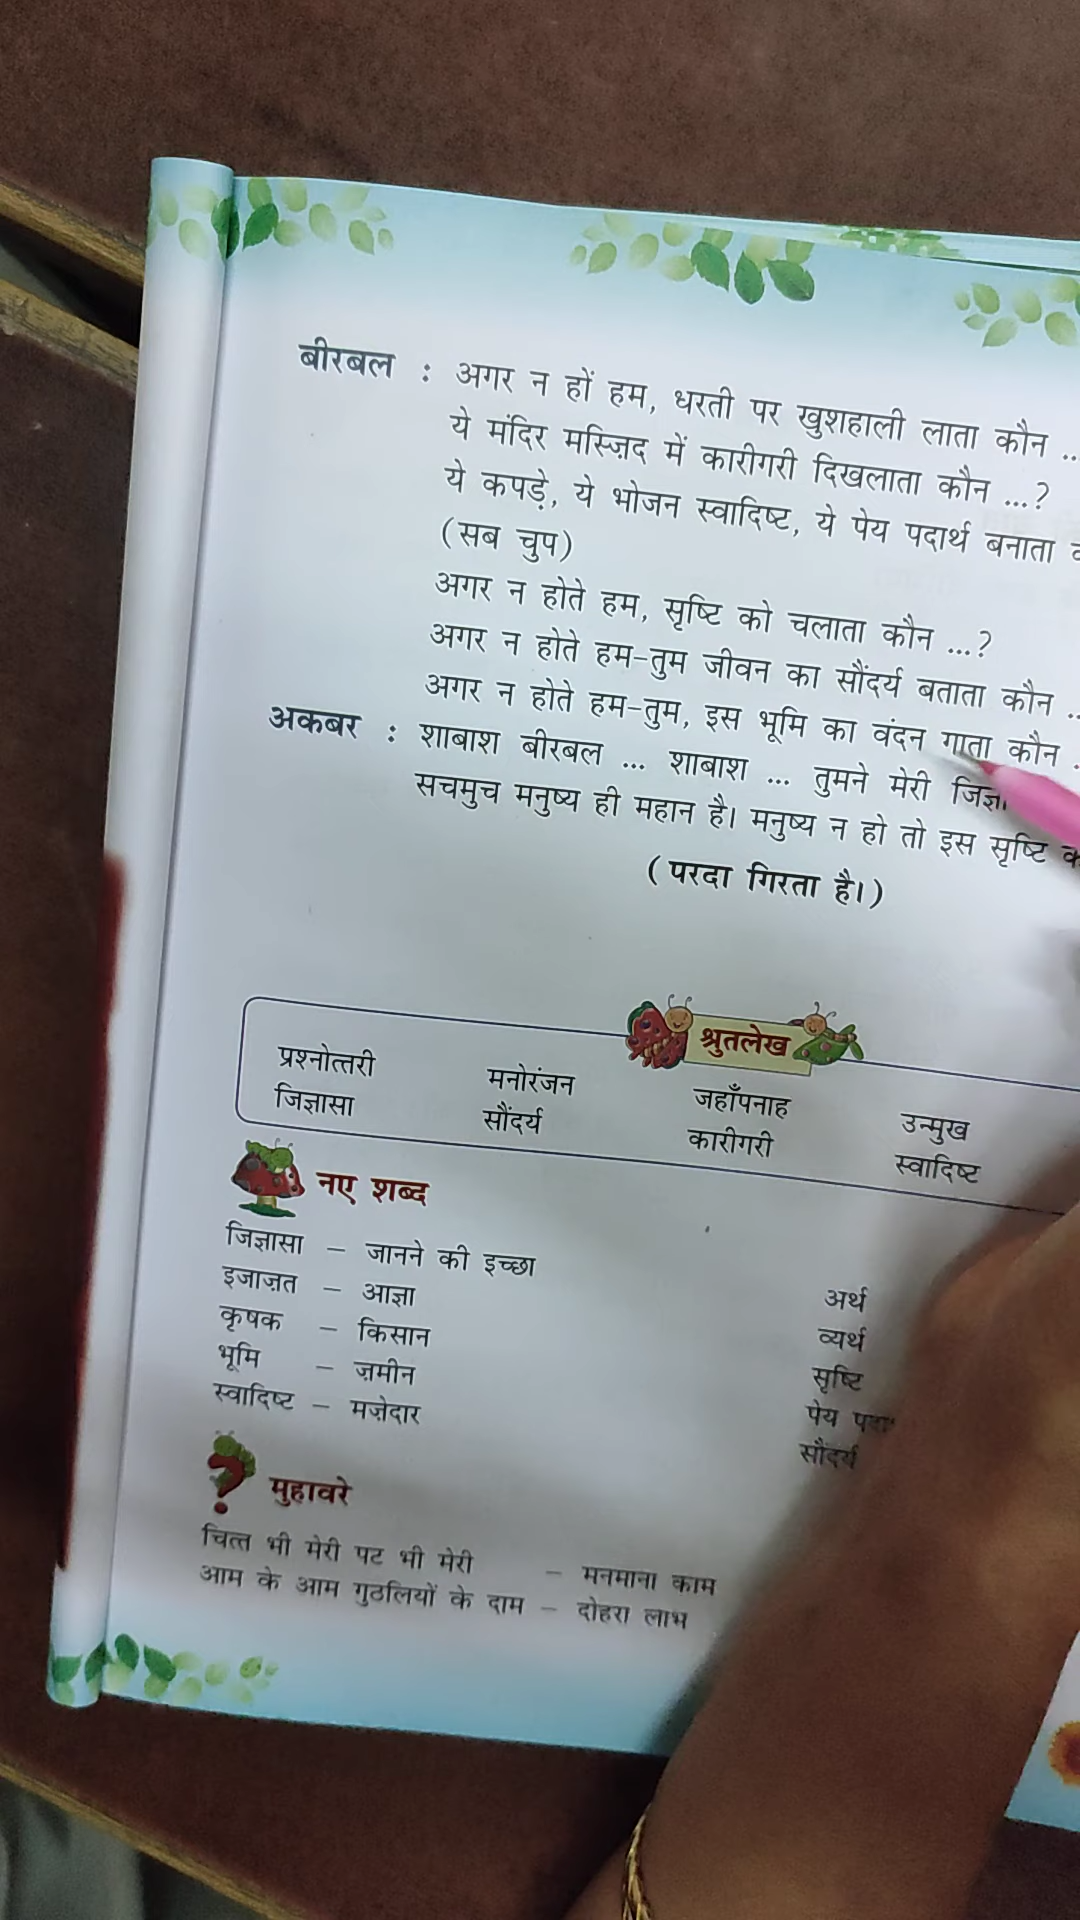 बीरबल : अगर न हों हम, धरती पर खुशहाली लाता कौन ...
ये मंदिर मस्ज़िद में कारीगरी दिखलाता कौन ...?
ये कपड़े, ये भोजन स्वादिष्ट, ये पेय पदार्थ बनाता
(सब चुप)
अगर न होते हम, सृष्टि को चलाता कौन ...?
अगर न होते हम-तुम जीवन का सौंदर्य बताता कौन ..
अगर न होते हम-तुम, इस भूमि का वंदन गाता कौन .
अकबर : शाबाश बीरबल ... शाबाश ... तुमने मेरी
सचमुच मनुष्य ही महान है। मनुष्य न हो तो इस सृष्टि
(परदा गिरता है।)
श्रुतलेख
प्रश्नोत्तरी मनोरंजन जहाँपनाह उन्मुख
जिज्ञासा सौंदर्य कारीगरी स्वादिष्ट
नए शब्द
जिज्ञासा – जानने की इच्छा अर्थ
इजाज़त – आज्ञा व्यर्थ
कृषक – किसान सृष्टि
भूमि – ज़मीन पेय
स्वादिष्ट – मज़ेदार सौंदर्य
मुहावरे
चित्त भी मेरी पट भी मेरी – मनमाना काम
आम के आम गुठलियों के दाम – दोहरा लाभ